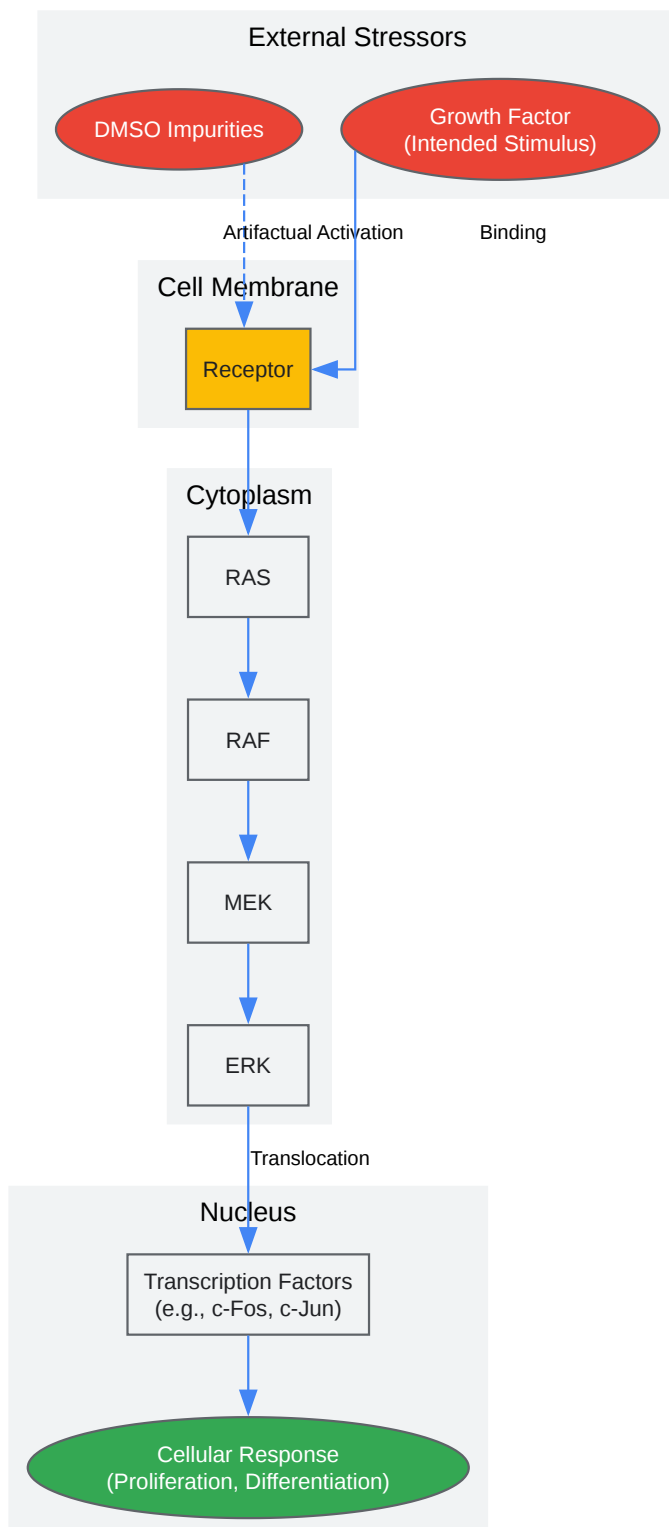 External Stressors
DMSO Impurities
Growth Factor
(Intended Stimulus)
Artifactual Activation
Binding
Cell Membrane
Receptor
Cytoplasm
RAS
RAF
MEK
ERK
Translocation
Nucleus
Transcription Factors
(e.g., c-Fos, c-Jun)
Cellular Response
(Proliferation, Differentiation)